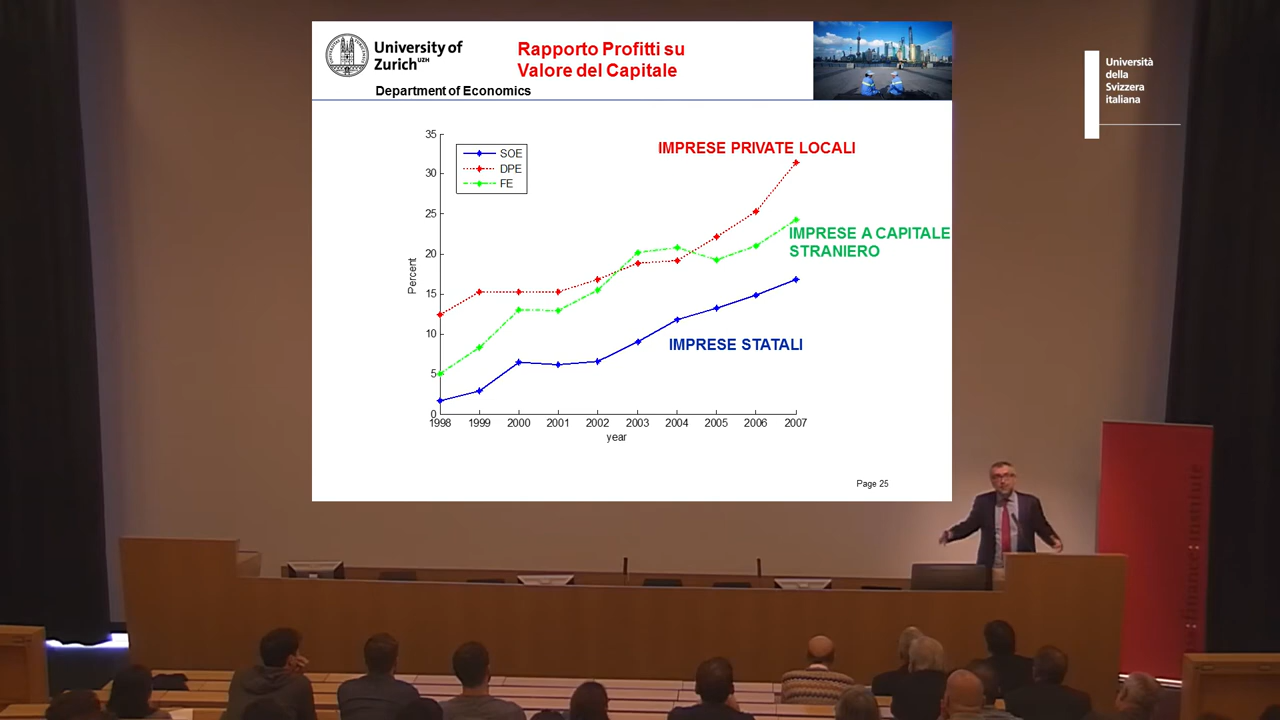 University of
Zurich UZH
Department of Economics
Rapporto Profitti su
Valore del Capitale
Università
della
Svizzera
italiana
SOE
DPE
FE
IMPRESE PRIVATE LOCALI
IMPRESE A CAPITALE
STRANIERO
IMPRESE STATALI
Percent
35
30
25
20
15
10
5
0
1998 1999 2000 2001 2002 2003 2004 2005 2006 2007
year
Page 25
finance institute